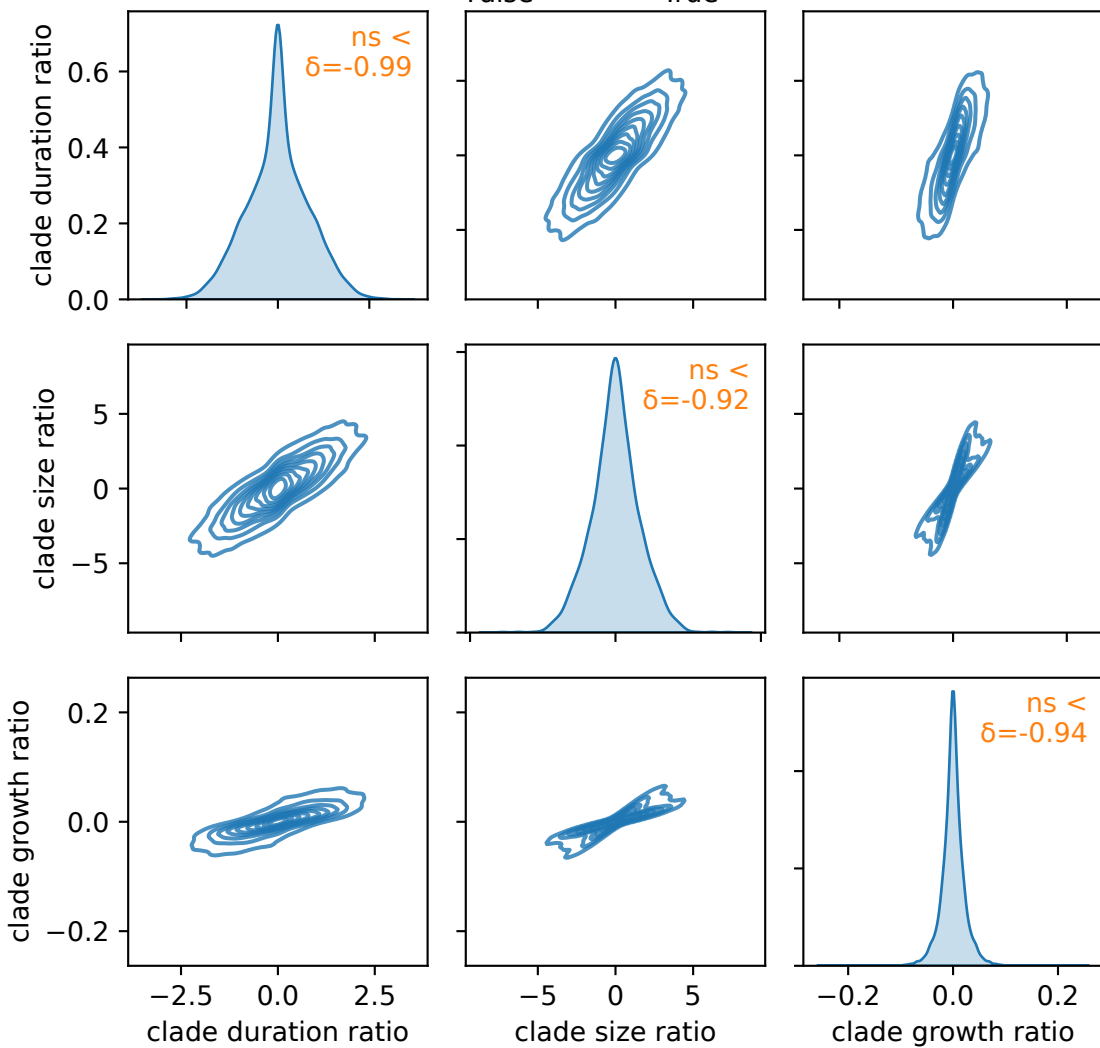 clade duration ratio
0.6
0.4
0.2
0.0
ns <
δ=-0.99
clade size ratio
5
0
−5
ns <
δ=-0.92
clade growth ratio
0.2
0.0
−0.2
ns <
δ=-0.94
−2.5 0.0 2.5
−5 0 5
−0.2 0.0 0.2
clade duration ratio
clade size ratio
clade growth ratio